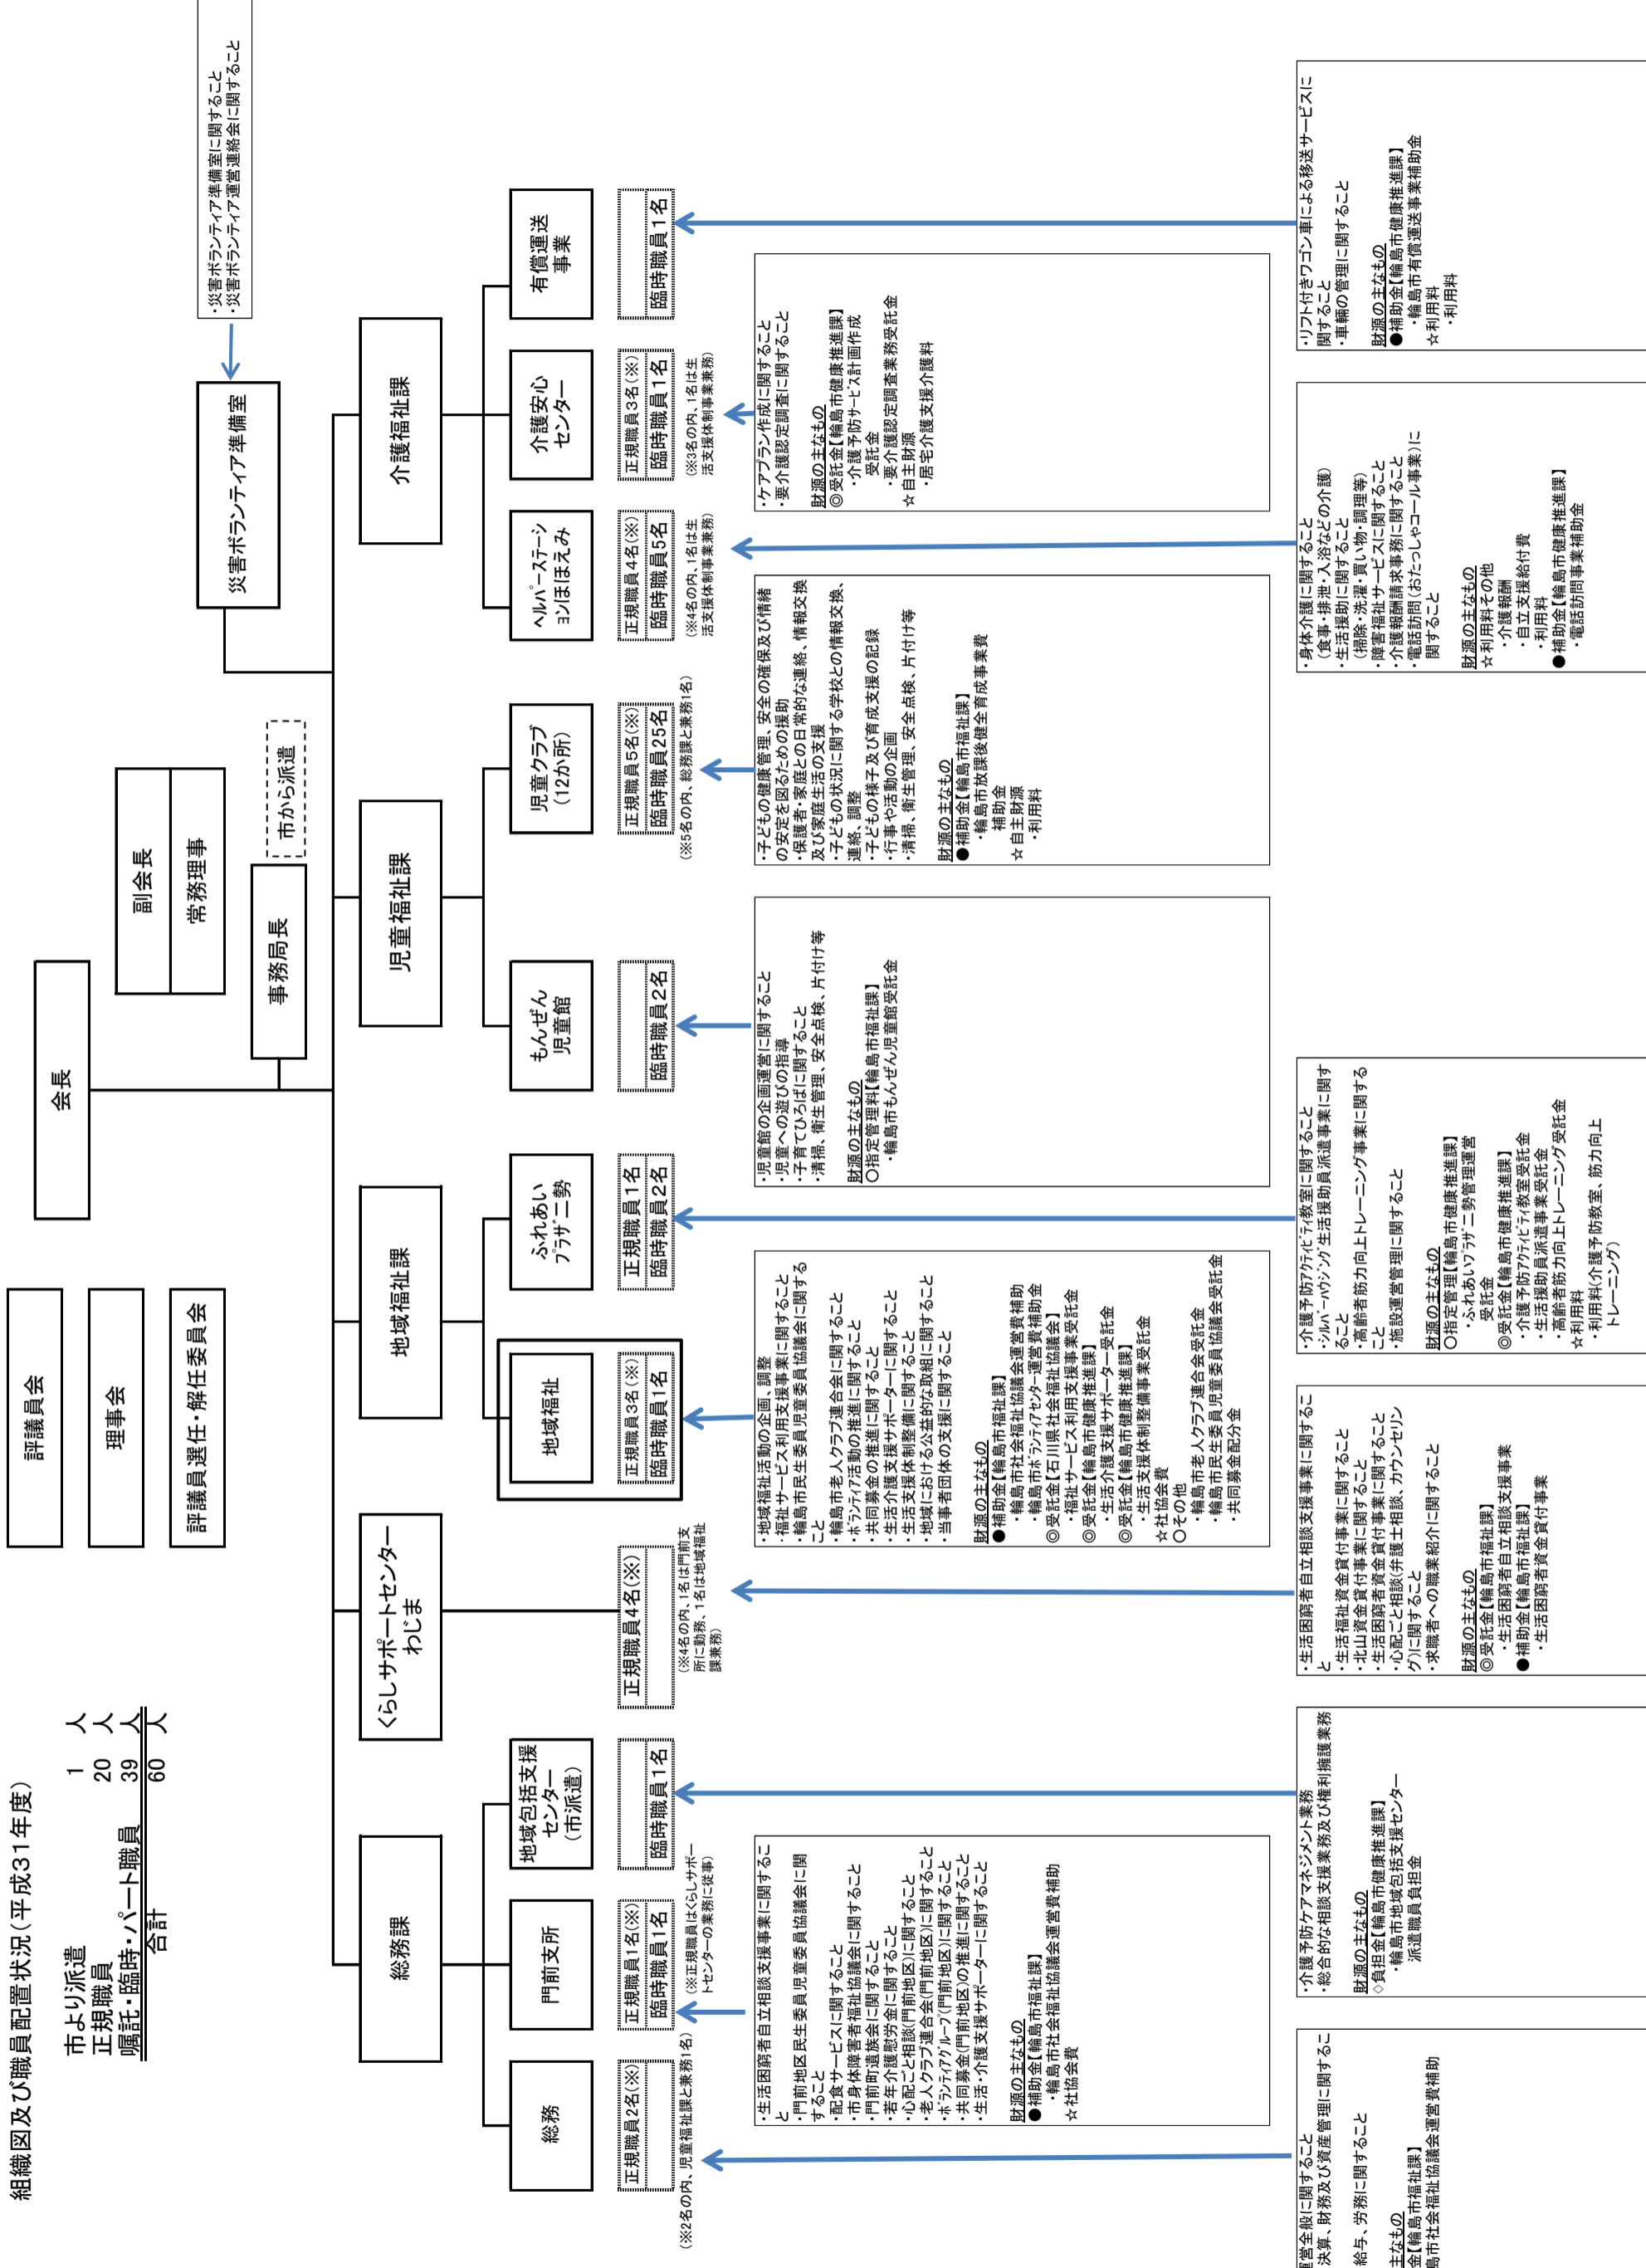 組織図及び職員配置状況(平成31年度)
市より派遣 1 人
正規職員 20 人
嘱託・臨時・パート職員 39 人
合計 60 人
評議員会
理事会
評議員選任・解任委員会
会長
副会長
常務理事
事務局長
市から派遣
災害ボランティア準備室
・災害ボランティア準備室に関すること
・災害ボランティア運営連絡会に関すること
総務課
くらしサポートセンター
わじま
地域福祉課
児童福祉課
介護福祉課
総務
門前支所
地域包括支援
センター
(市派遣)
地域福祉
ふれあい
プラザ二勢
もんぜん
児童館
児童クラブ
(12か所)
ヘルパーステーシ
ョンほほえみ
介護安心
センター
有償運送
事業
正規職員2名(※)
(※2名の内、児童福祉課と兼務1名)
正規職員1名(※)
臨時職員1名
(※正規職員はくらしサポー
トセンターの業務に従事)
臨時職員1名
正規職員4名(※)
(※4名の内、1名は門前支
所に勤務、1名は地域福祉
課兼務)
正規職員3名(※)
臨時職員1名
正規職員1名
臨時職員2名
臨時職員2名
正規職員5名(※)
臨時職員25名
(※5名の内、総務課と兼務1名)
正規職員4名(※)
臨時職員5名
(※4名の内、1名は生
活支援体制事業兼務)
正規職員3名(※)
臨時職員1名
(※3名の内、1名は生
活支援体制事業兼務)
臨時職員1名
・生活困窮者自立相談支援事業に関するこ
と
・門前地区民生委員児童委員協議会に関
すること
・配食サービスに関すること
・市身体障害者福祉協議会に関すること
・門前町遺族会に関すること
・若年介護慰労金に関すること
・心配ごと相談(門前地区)に関すること
・老人クラブ連合会(門前地区)に関すること
・ボランティアグループ(門前地区)に関すること
・共同募金(門前地区)の推進に関すること
・生活・介護支援サポーターに関すること
財源の主なもの
●補助金【輪島市福祉課】
・輪島市社会福祉協議会運営費補助
☆社協会費
・地域福祉活動の企画、調整
・福祉サービス利用支援事業に関すること
・輪島市民生委員児童委員協議会に関する
こと
・輪島市老人クラブ連合会に関すること
・ボランティア活動の推進に関すること
・共同募金の推進に関すること
・生活介護支援サポーターに関すること
・生活支援体制整備に関すること
・地域における公益的な取組に関すること
・当事者団体の支援に関すること
財源の主なもの
●補助金【輪島市福祉課】
・輪島市社会福祉協議会運営費補助
・輪島市ボランティアセンター運営費補助金
◎受託金【石川県社会福祉協議会】
・福祉サービス利用支援事業受託金
◎受託金【輪島市健康推進課】
・生活介護支援サポーター受託金
◎受託金【輪島市健康推進課】
・生活支援体制整備事業受託金
☆社協会費
〇その他
・輪島市老人クラブ連合会受託金
・輪島市民生委員児童委員協議会受託金
・共同募金配分金
・児童館の企画運営に関すること
・児童への遊びの指導
・子育てひろばに関すること
・清掃、衛生管理、安全点検、片付け等
財源の主なもの
〇指定管理料【輪島市福祉課】
・輪島市もんぜん児童館受託金
・子どもの健康管理、安全の確保及び情緒
の安定を図るための援助
・保護者・家庭との日常的な連絡、情報交換
及び家庭生活の支援
・子どもの状況に関する学校との情報交換、
連絡、調整
・子どもの様子及び育成支援の記録
・行事や活動の企画
・清掃、衛生管理、安全点検、片付け等
財源の主なもの
●補助金【輪島市福祉課】
・輪島市放課後健全育成事業費
補助金
☆自主財源
・利用料
・ケアプラン作成に関すること
・要介護認定調査に関すること
財源の主なもの
◎受託金【輪島市健康推進課】
・介護予防サービス計画作成
受託金
・要介護認定調査業務受託金
☆自主財源
・居宅介護支援介護料
運営全般に関すること
決算、財務及び資産管理に関するこ
給与、労務に関すること
主なもの
金【輪島市福祉課】
島市社会福祉協議会運営費補助
・介護予防ケアマネジメント業務
・総合的な相談支援業務及び権利擁護業務
財源の主なもの
◇負担金【輪島市健康推進課】
・輪島市地域包括支援センター
派遣職員負担金
・生活困窮者自立相談支援事業に関するこ
と
・生活福祉資金貸付事業に関すること
・北山資金貸付事業に関すること
・生活困窮者資金貸付事業に関すること
・心配ごと相談(弁護士相談、カウンセリン
グ)に関すること
・求職者への職業紹介に関すること
財源の主なもの
◎受託金【輪島市福祉課】
・生活困窮者自立相談支援事業
●補助金【輪島市福祉課】
・生活困窮者資金貸付事業
・介護予防アクティビティ教室に関すること
・シルバーハウジング生活援助員派遣事業に関す
ること
・高齢者筋力向上トレーニング事業に関する
こと
・施設運営管理に関すること
財源の主なもの
〇指定管理【輪島市健康推進課】
・ふれあいプラザ二勢管理運営
受託金
◎受託金【輪島市健康推進課】
・介護予防アクティビティ教室受託金
・生活援助員派遣事業受託金
・高齢者筋力向上トレーニング受託金
☆利用料
・利用料(介護予防教室、筋力向上
トレーニング)
・身体介護に関すること
(食事・排泄・入浴などの介護)
・生活援助に関すること
(掃除・洗濯・買い物・調理等)
・障害福祉サービスに関すること
・介護報酬請求事務に関すること
・電話訪問(おたっしゃコール事業)に
関すること
財源の主なもの
☆利用料その他
・介護報酬
・自立支援給付費
・利用料
●補助金【輪島市健康推進課】
・電話訪問事業補助金
・リフト付きワゴン車による移送サービスに
関すること
・車輌の管理に関すること
財源の主なもの
●補助金【輪島市健康推進課】
・輪島市有償運送事業補助金
☆利用料
・利用料